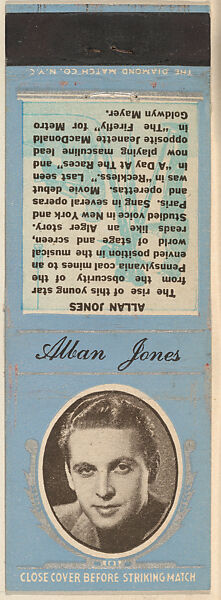 THE DIAMOND MATCH CO. N.Y.C.
ALLAN JONES
The rise of this young star
from the obscurity of the
Pennsylvania coal mines to an
envied position in the musical
world of stage and screen,
reads like an Alger story.
Studied voice in New York and
Paris. Sang in several operas
and operettas. Movie debut
was in "Reckless." Last seen
in "A Day At The Races" and
now playing masculine lead
opposite Jeanette MacDonald
in "The Firefly" for Metro
Goldwyn Mayer.
Allan Jones
CLOSE COVER BEFORE STRIKING MATCH